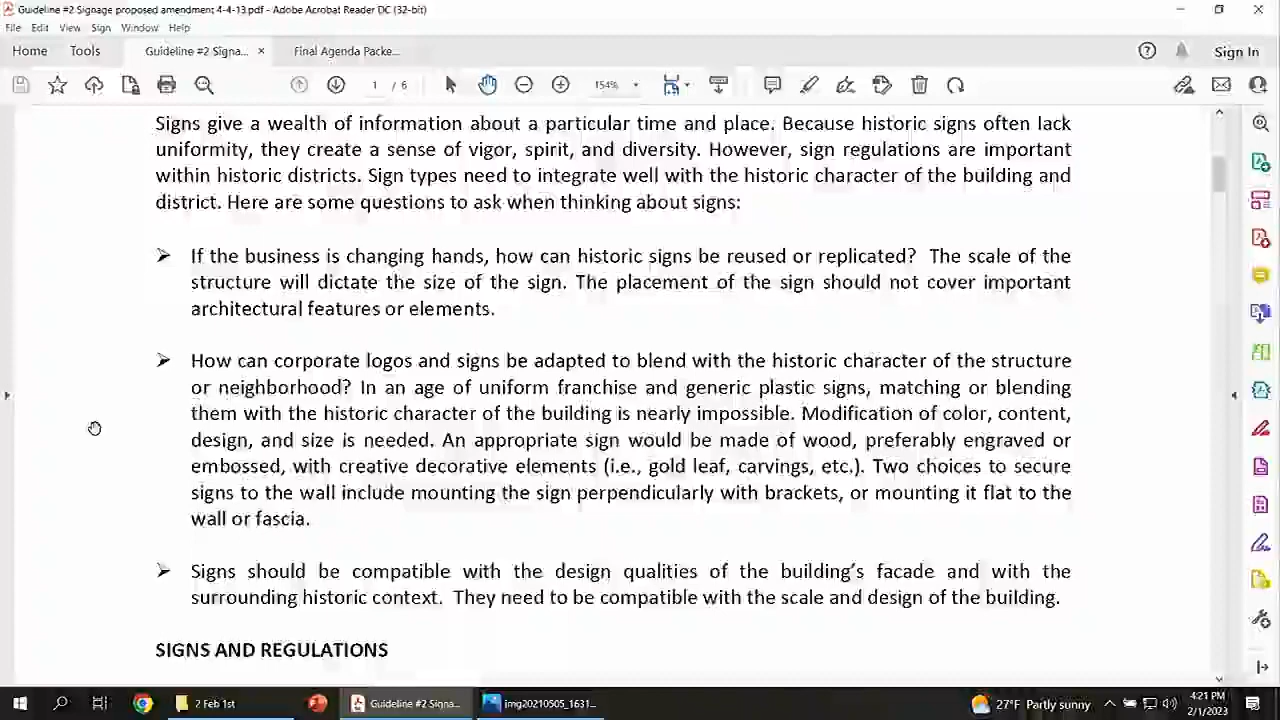 Guideline #2 Signage proposed amendment 4-4-13.pdf - Adobe Acrobat Reader DC (32-bit)
File Edit View Sign Window Help
Home Tools Guideline #2 Signa... × Final Agenda Packe... Sign In
1 / 6 154%
Signs give a wealth of information about a particular time and place. Because historic signs often lack
uniformity, they create a sense of vigor, spirit, and diversity. However, sign regulations are important
within historic districts. Sign types need to integrate well with the historic character of the building and
district. Here are some questions to ask when thinking about signs:
If the business is changing hands, how can historic signs be reused or replicated? The scale of the
structure will dictate the size of the sign. The placement of the sign should not cover important
architectural features or elements.
How can corporate logos and signs be adapted to blend with the historic character of the structure
or neighborhood? In an age of uniform franchise and generic plastic signs, matching or blending
them with the historic character of the building is nearly impossible. Modification of color, content,
design, and size is needed. An appropriate sign would be made of wood, preferably engraved or
embossed, with creative decorative elements (i.e., gold leaf, carvings, etc.). Two choices to secure
signs to the wall include mounting the sign perpendicularly with brackets, or mounting it flat to the
wall or fascia.
Signs should be compatible with the design qualities of the building's facade and with the
surrounding historic context. They need to be compatible with the scale and design of the building.
SIGNS AND REGULATIONS
2 Feb 1st Guideline #2 Signa... img20210505_1631... 27°F Partly sunny 4:21 PM
2/1/2023